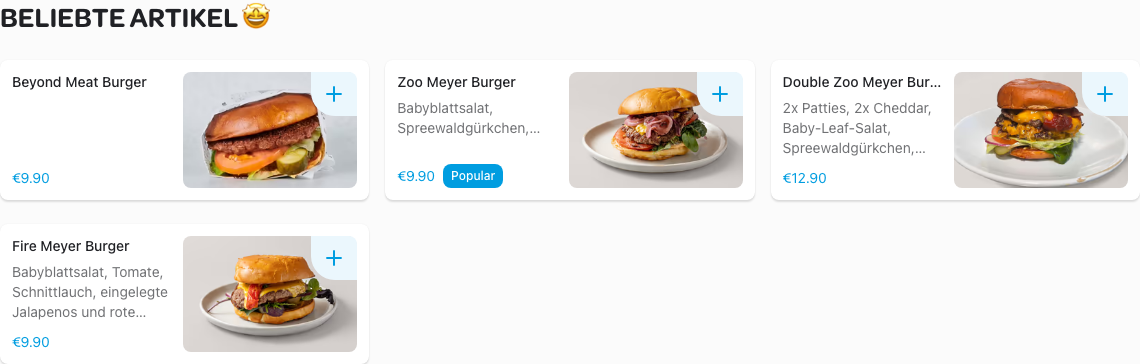 BELIEBTE ARTIKEL 🤩
Beyond Meat Burger
€9.90
Zoo Meyer Burger
Babyblattsalat,
Spreewaldgürkchen,...
€9.90 Popular
Double Zoo Meyer Bur...
2x Patties, 2x Cheddar,
Baby-Leaf-Salat,
Spreewaldgürkchen,...
€12.90
Fire Meyer Burger
Babyblattsalat, Tomate,
Schnittlauch, eingelegte
Jalapenos und rote...
€9.90